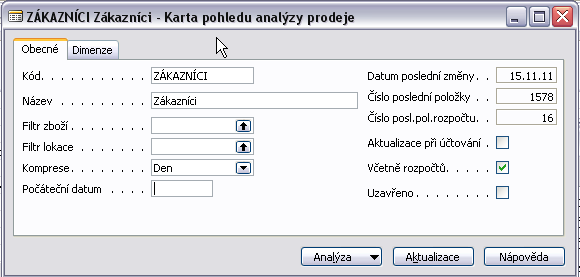 ZÁKAZNÍCI Zákazníci - Karta pohledu analýzy prodeje
Obecné Dimenze
Kód. . . . . . . . . . . ZÁKAZNÍCI
Název . . . . . . . . . Zákazníci
Filtr zboží . . . . . . .
Filtr lokace . . . . . .
Komprese. . . . . . . . Den
Počáteční datum . . . . .
Datum poslední změny . . 15.11.11
Číslo poslední položky . . 1578
Číslo posl.pol.rozpočtu. . 16
Aktualizace při účtování .
Včetně rozpočtů. . . . . ✓
Uzavřeno . . . . . . . .
Analýza Aktualizace Nápověda